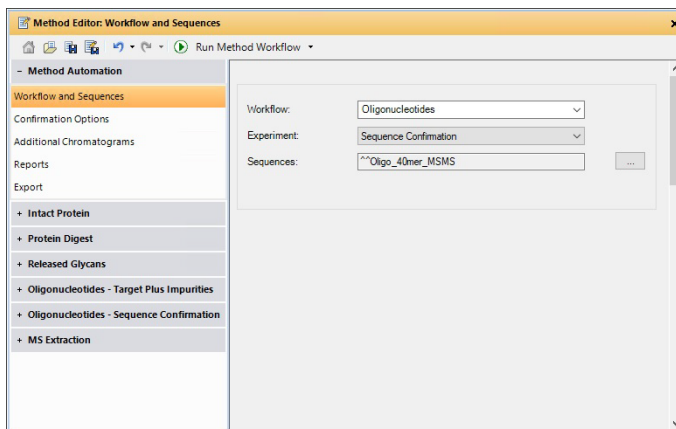 Method Editor: Workflow and Sequences
Run Method Workflow
− Method Automation
Workflow and Sequences
Confirmation Options
Additional Chromatograms
Reports
Export
+ Intact Protein
+ Protein Digest
+ Released Glycans
+ Oligonucleotides - Target Plus Impurities
+ Oligonucleotides - Sequence Confirmation
+ MS Extraction
Workflow: Oligonucleotides
Experiment: Sequence Confirmation
Sequences: ^^Oligo_40mer_MSMS ...